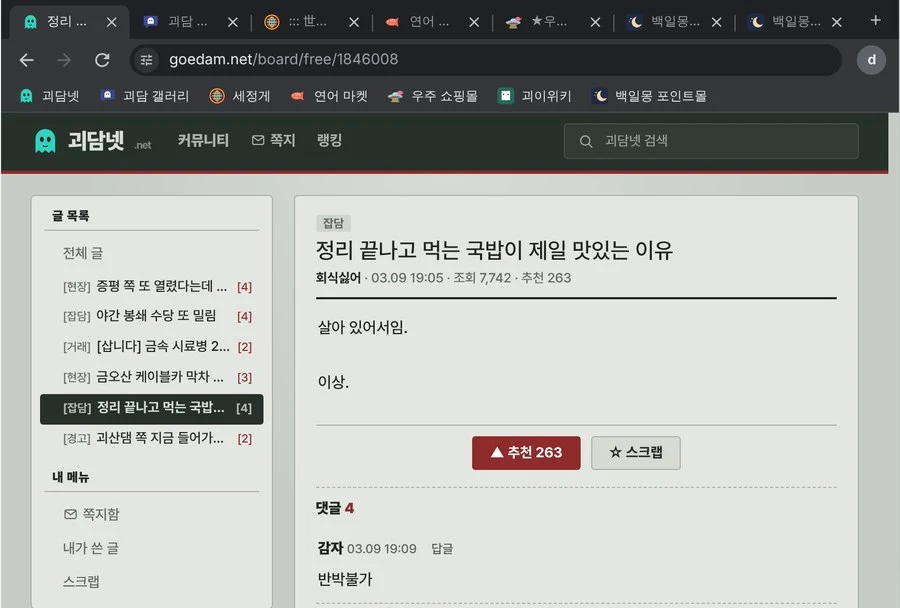 정리 ...
괴담 ...
::: 世...
연어 ...
★우...
백일몽...
백일몽...
goedam.net/board/free/1846008
d
괴담넷
괴담 갤러리
세정게
연어 마켓
우주 쇼핑몰
괴이위키
백일몽 포인트몰
괴담넷 .net
커뮤니티
쪽지
랭킹
괴담넷 검색
글 목록
전체 글
[현장] 증평 쪽 또 열렸다는데 ... [4]
[잡담] 야간 봉쇄 수당 또 밀림 [4]
[거래] [삽니다] 금속 시료병 2... [2]
[현장] 금오산 케이블카 막차 ... [3]
[잡담] 정리 끝나고 먹는 국밥... [4]
[경고] 괴산댐 쪽 지금 들어가... [2]
내 메뉴
쪽지함
내가 쓴 글
스크랩
잡담
정리 끝나고 먹는 국밥이 제일 맛있는 이유
회식싫어 · 03.09 19:05 · 조회 7,742 · 추천 263
살아 있어서임.
이상.
▲ 추천 263
☆ 스크랩
댓글 4
감자 03.09 19:09 답글
반박불가